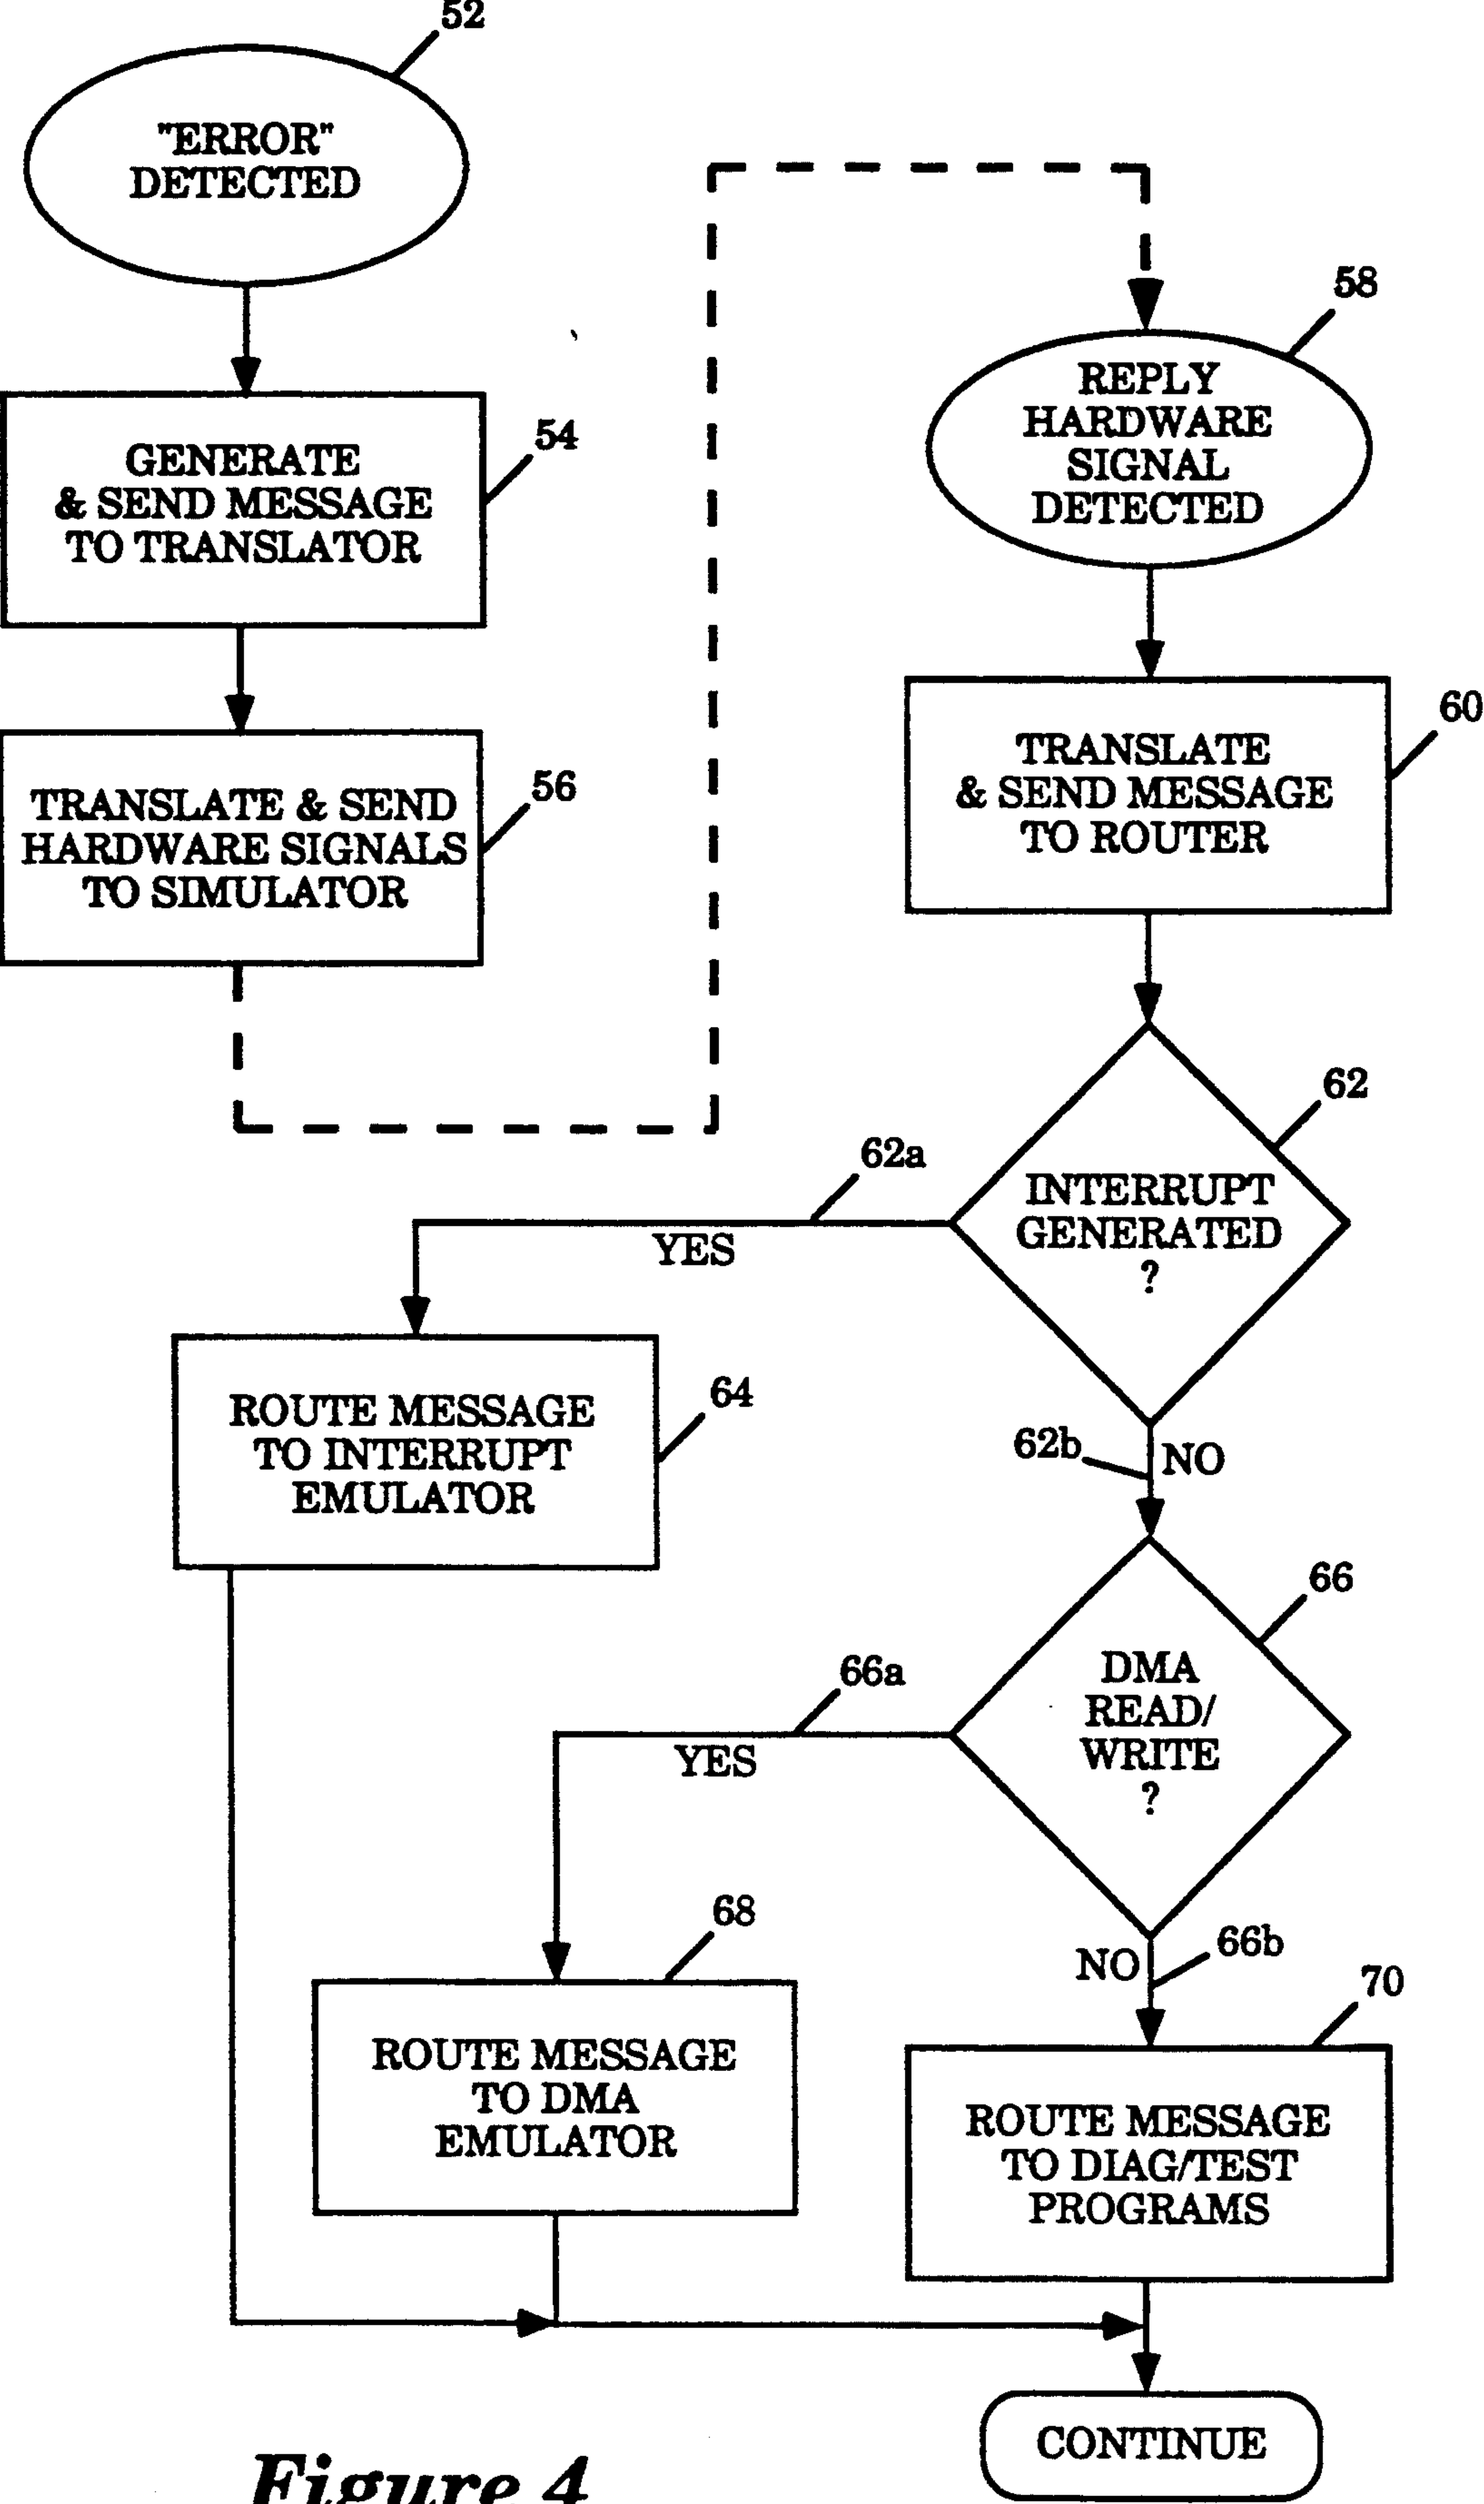 52
"ERROR"
DETECTED
54
GENERATE
& SEND MESSAGE
TO TRANSLATOR
56
TRANSLATE & SEND
HARDWARE SIGNALS
TO SIMULATOR
58
REPLY
HARDWARE
SIGNAL
DETECTED
60
TRANSLATE
& SEND MESSAGE
TO ROUTER
62
INTERRUPT
GENERATED
?
62a
YES
64
ROUTE MESSAGE
TO INTERRUPT
EMULATOR
62b
NO
66
DMA
READ/
WRITE
?
66a
YES
68
ROUTE MESSAGE
TO DMA
EMULATOR
NO
66b
70
ROUTE MESSAGE
TO DIAG/TEST
PROGRAMS
CONTINUE
Figure 4